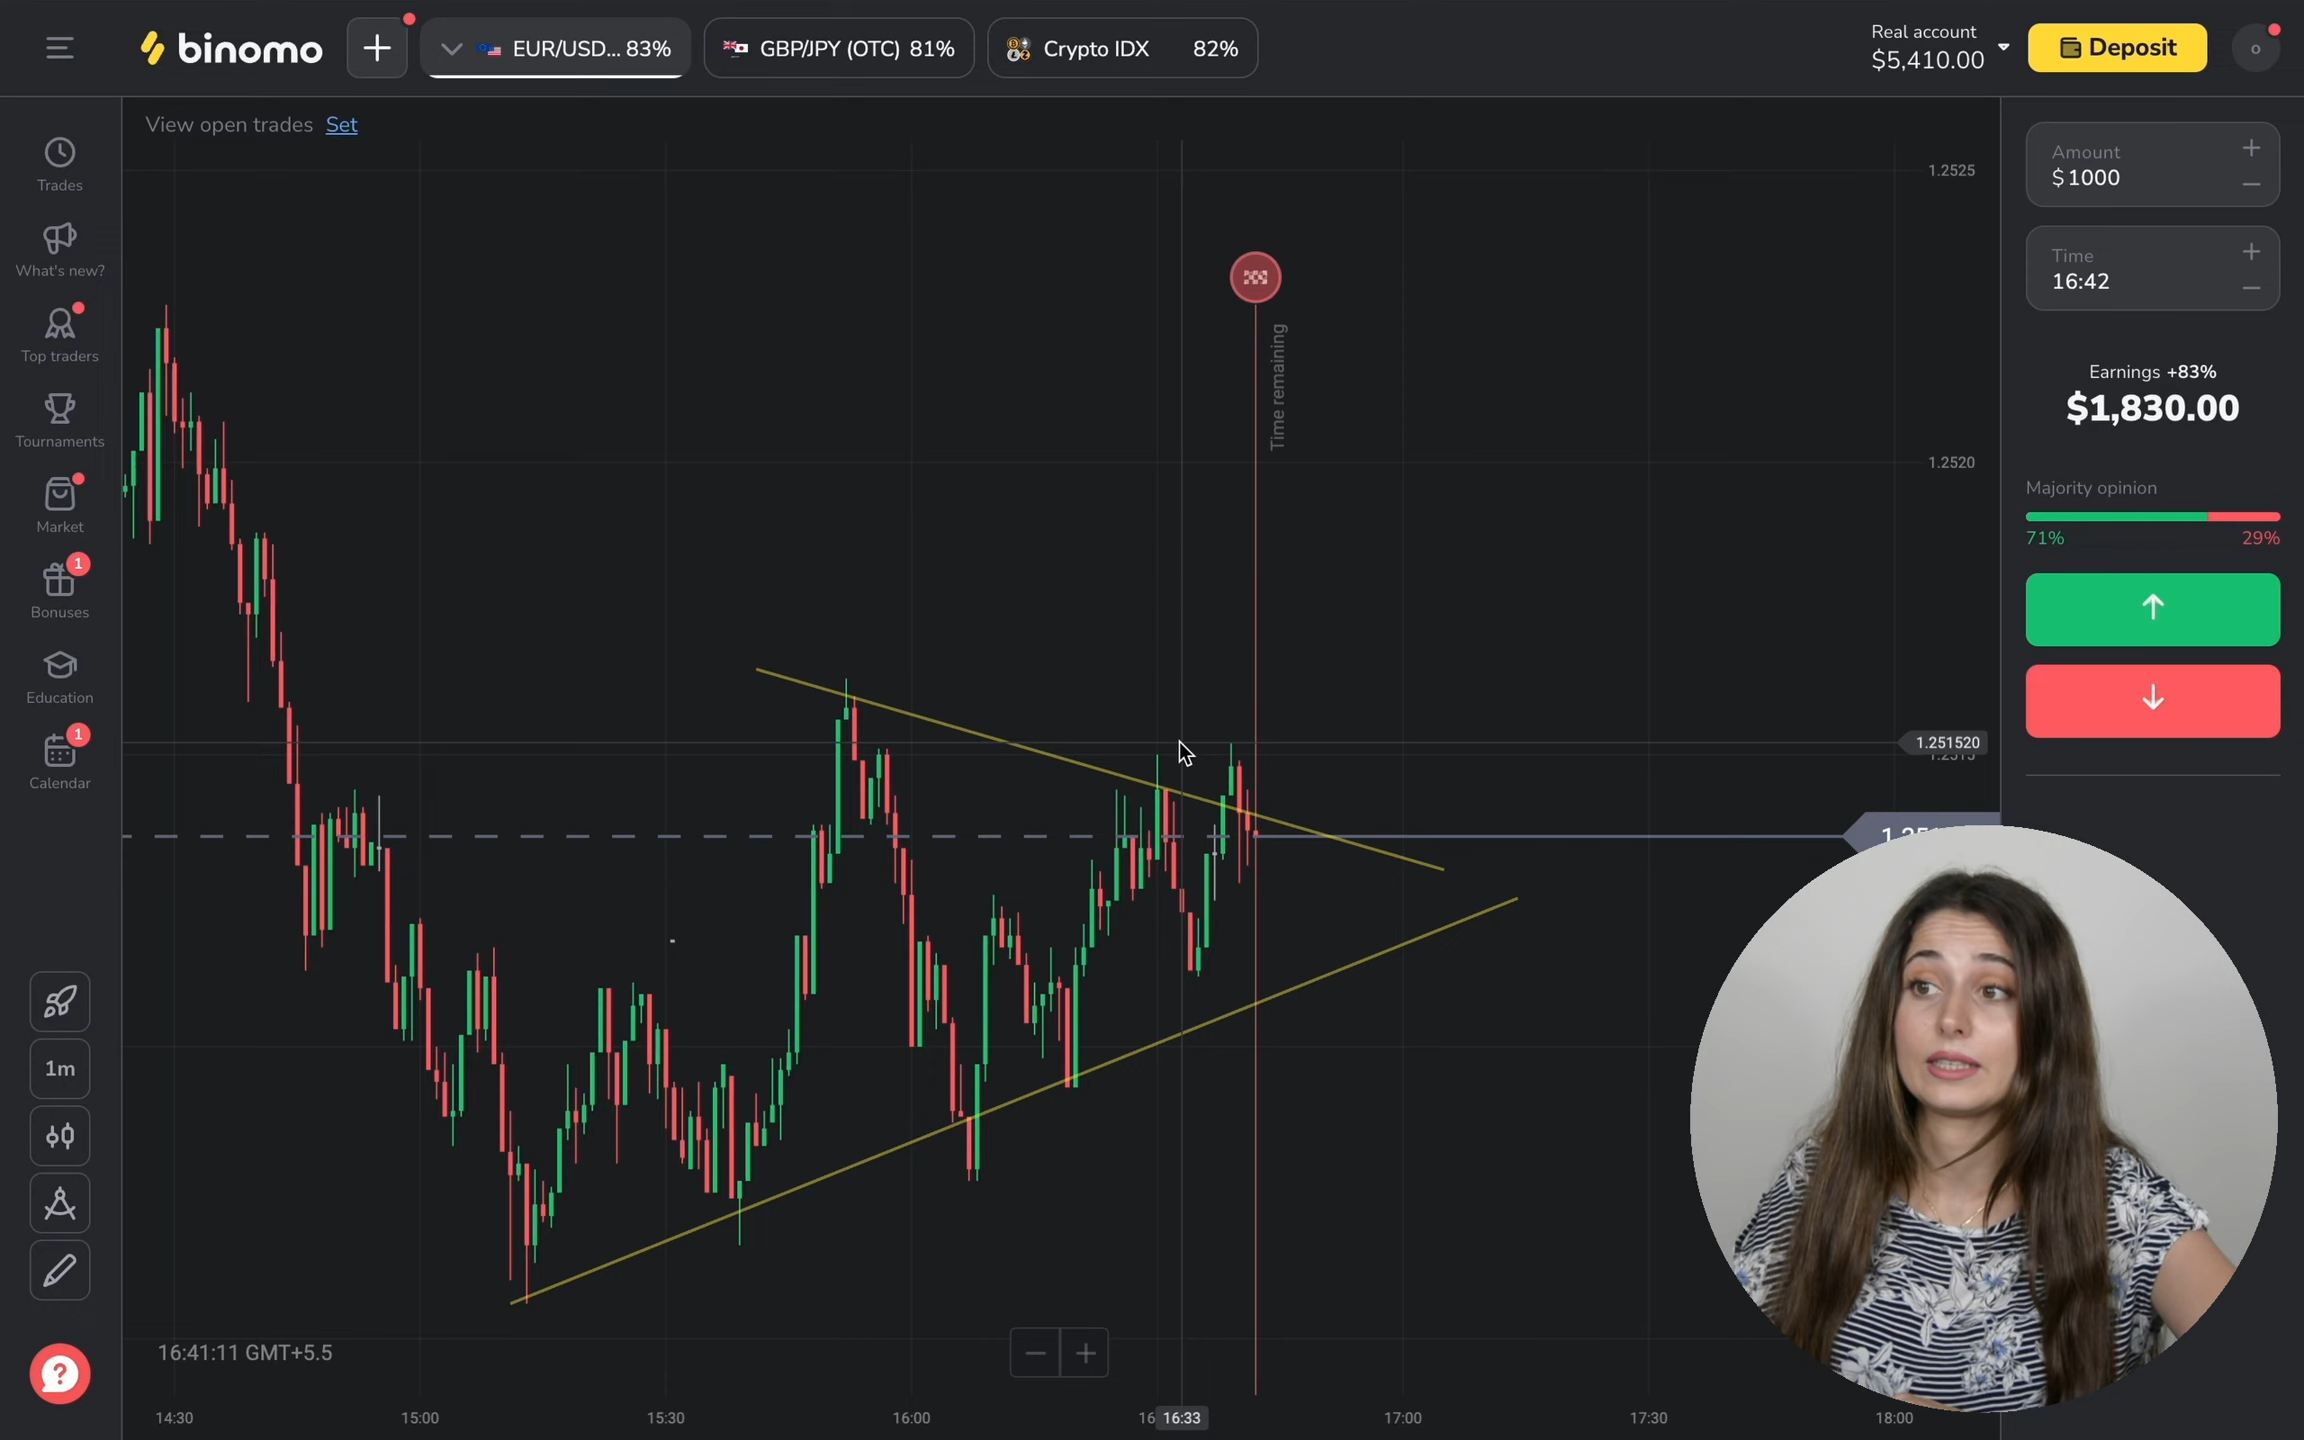 binomo
EUR/USD... 83%
GBP/JPY (OTC) 81%
Crypto IDX 82%
Real account
$5,410.00
Deposit
o
View open trades Set
Trades
What's new?
Top traders
Tournaments
Market
1
Bonuses
Education
1
Calendar
1m
16:41:11 GMT+5.5
Time remaining
1.2525
1.2520
1.251520
14:30
15:00
15:30
16:00
16:33
17:00
17:30
18:00
Amount
$1000
Time
16:42
Earnings +83%
$1,830.00
Majority opinion
71%
29%